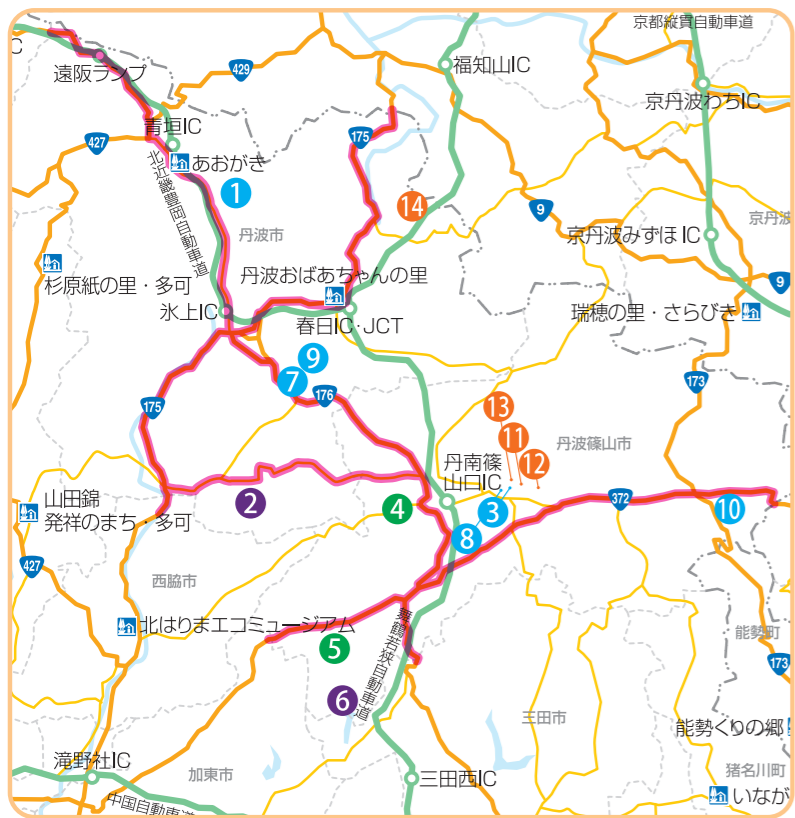 京都縦貫自動車道
C
遠阪ランプ
429
福知山IC
京丹波わちIC
427
青垣IC
175
あおがき
北近畿豊岡自動車道
1
丹波市
14
9
京丹波
京丹波みずほIC
杉原紙の里・多可
丹波おばあちゃんの里
9
氷上IC
春日IC・JCT
瑞穂の里・さらびき
9
7
176
173
175
13
11
12
丹波篠山市
丹南篠
山口IC
山田錦
発祥のまち・多可
2
4
3
8
372
10
427
西脇市
北はりまエコミュージアム
5
舞鶴若狭自動車道
能勢町
173
6
三田市
能勢くりの郷
滝野社IC
加東市
三田西IC
猪名川町
中国自動車道
いなが